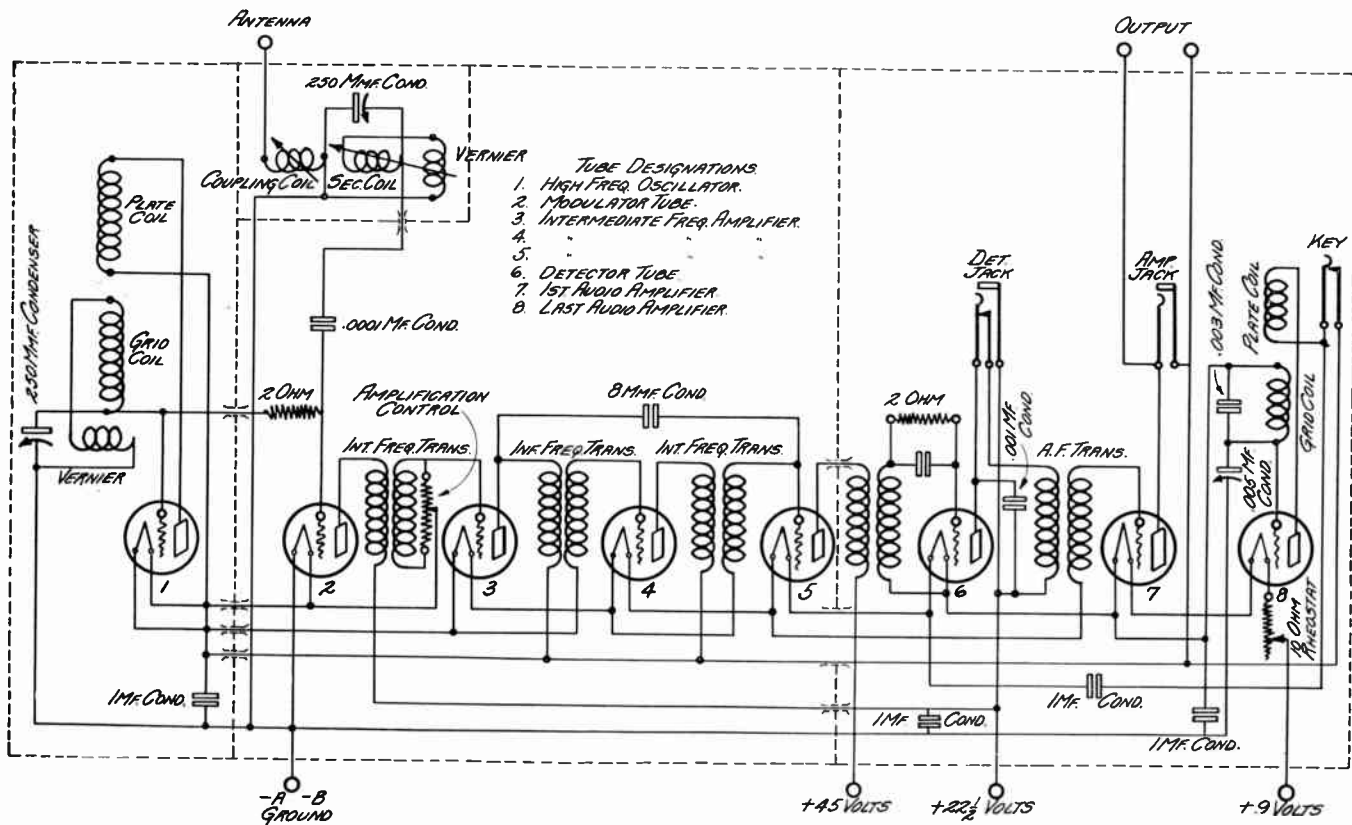 ANTENNA
OUTPUT
250 MMF. COND.
VERNIER
COUPLING COIL
SEC. COIL
TUBE DESIGNATIONS
1. HIGH FREQ. OSCILLATOR.
2. MODULATOR TUBE.
3. INTERMEDIATE FREQ. AMPLIFIER.
4. " " "
5. " " "
6. DETECTOR TUBE
7. 1ST AUDIO AMPLIFIER
8. LAST AUDIO AMPLIFIER.
PLATE
COIL
GRID
COIL
250 MMF. CONDENSER
VERNIER
.0001 MF. COND.
2 OHM
AMPLIFICATION
CONTROL
INT. FREQ. TRANS.
INF. FREQ. TRANS.
8 MMF. COND.
INT. FREQ. TRANS.
2 OHM
DET.
JACK
.001 MF
COND.
A.F. TRANS.
AMP.
JACK
KEY
PLATE COIL
.003 MF. COND.
GRID COIL
.005 MF.
COND.
10 OHM
RHEOSTAT
1
2
3
4
5
6
7
8
1 MF. COND.
1 MF COND.
1 MF. COND.
1 MF. COND.
-A -B
GROUND
+45 VOLTS
+22½ VOLTS
+.9 VOLTS